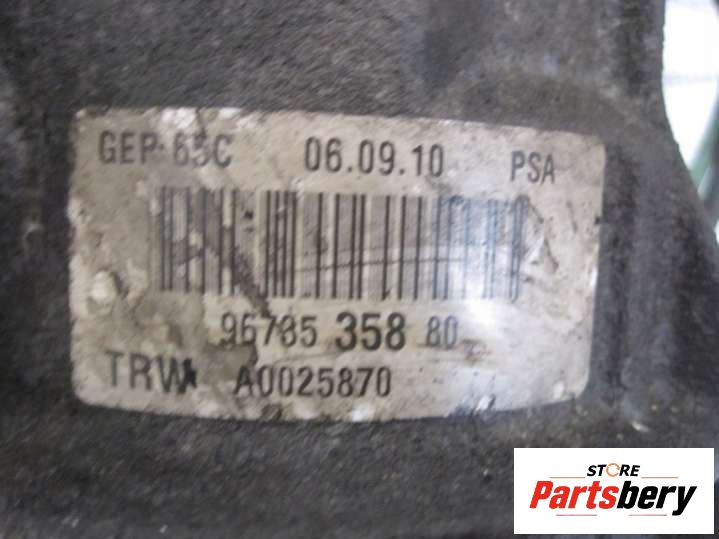 GEP 65C 06.09.10 PSA
96785 358 80
TRW A0025870
STORE
Partsbery